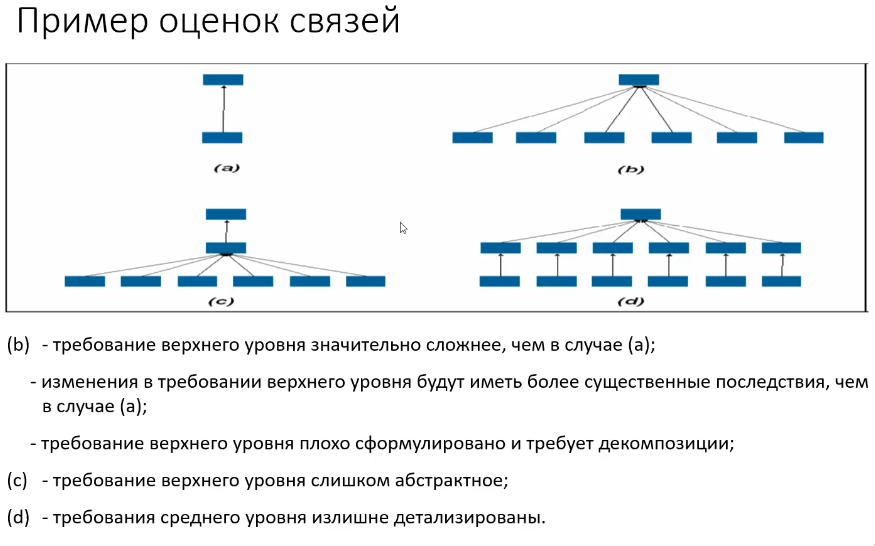 Пример оценок связей
(a)
(b)
(c)
(d)
(b) - требование верхнего уровня значительно сложнее, чем в случае (a);
- изменения в требовании верхнего уровня будут иметь более существенные последствия, чем
в случае (a);
- требование верхнего уровня плохо сформулировано и требует декомпозиции;
(c) - требование верхнего уровня слишком абстрактное;
(d) - требования среднего уровня излишне детализированы.